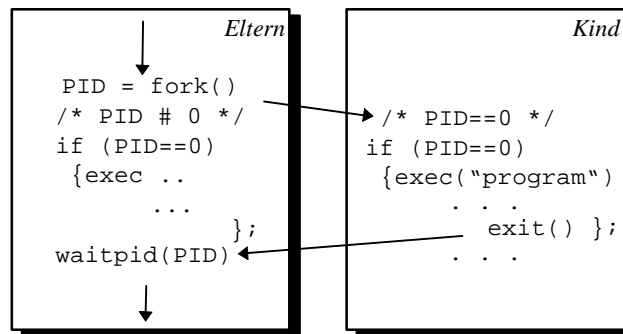 Eltern
PID = fork()
/* PID # 0 */
if (PID==0)
{exec ..
...
};
waitpid(PID)
Kind
/* PID==0 */
if (PID==0)
{exec("program“)
. . .
exit() };
. . .